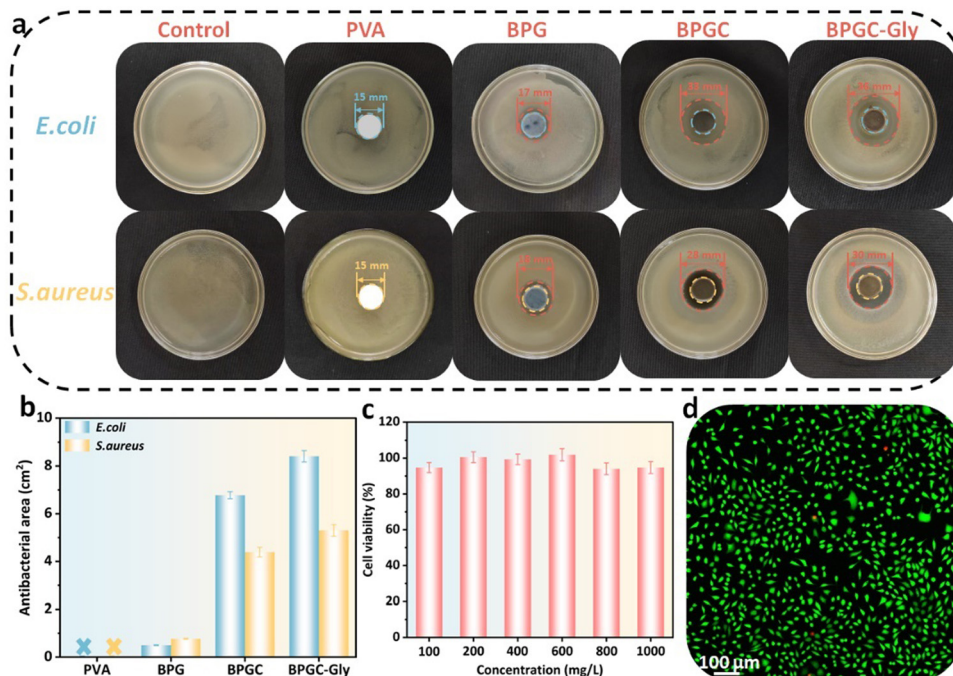 a
Control PVA BPG BPGC BPGC-Gly
E.coli
15 mm 17 mm
S.aureus
15 mm 28 mm 30 mm
b
Antibacterial area (cm²)
10
8
6
4
2
0
E.coli
S.aureus
PVA BPG BPGC BPGC-Gly
c
Cell viability (%)
120
100
80
60
40
20
0
100 200 400 600 800 1000
Concentration (mg/L)
d
100 μm